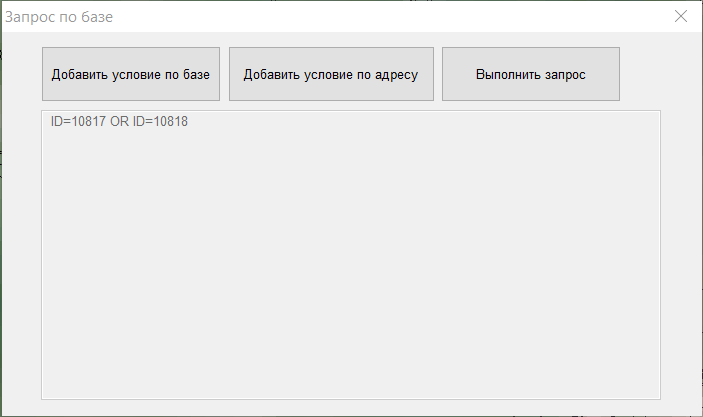 Запрос по базе
Добавить условие по базе
Добавить условие по адресу
Выполнить запрос
ID=10817 OR ID=10818